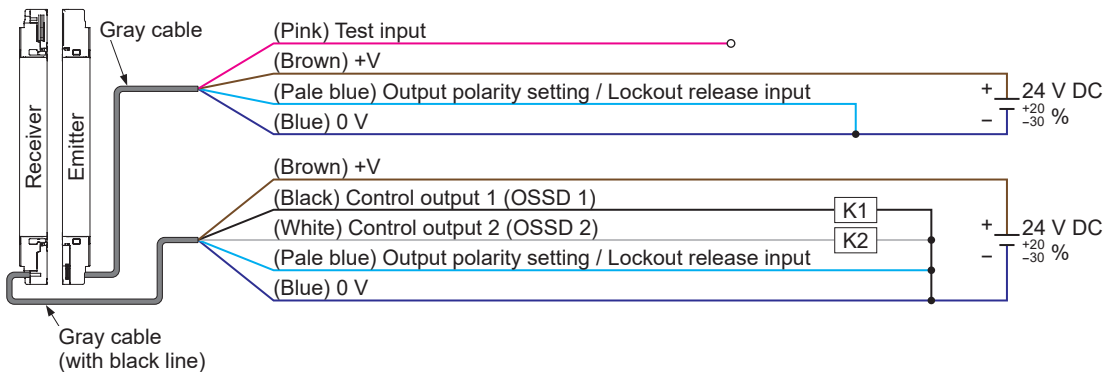 Gray cable
Receiver
Emitter
(Pink) Test input
(Brown) +V
(Pale blue) Output polarity setting / Lockout release input
(Blue) 0 V
+
−
24 V DC
+20
−30 %
(Brown) +V
(Black) Control output 1 (OSSD 1)
K1
(White) Control output 2 (OSSD 2)
K2
(Pale blue) Output polarity setting / Lockout release input
(Blue) 0 V
+
−
24 V DC
+20
−30 %
Gray cable
(with black line)